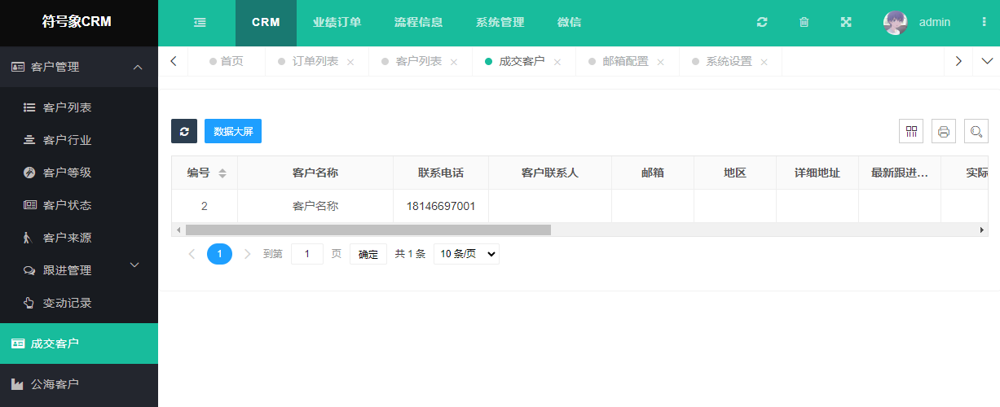 符号象CRM
CRM 业绩订单 流程信息 系统管理 微信 admin
首页 订单列表 客户列表 成交客户 邮箱配置 系统设置
客户管理
客户列表
客户行业
客户等级
客户状态
客户来源
跟进管理
变动记录
成交客户
公海客户
数据大屏
编号 客户名称 联系电话 客户联系人 邮箱 地区 详细地址 最新跟进... 实际
2 客户名称 18146697001
1 到第 1 页 确定 共 1 条 10 条/页